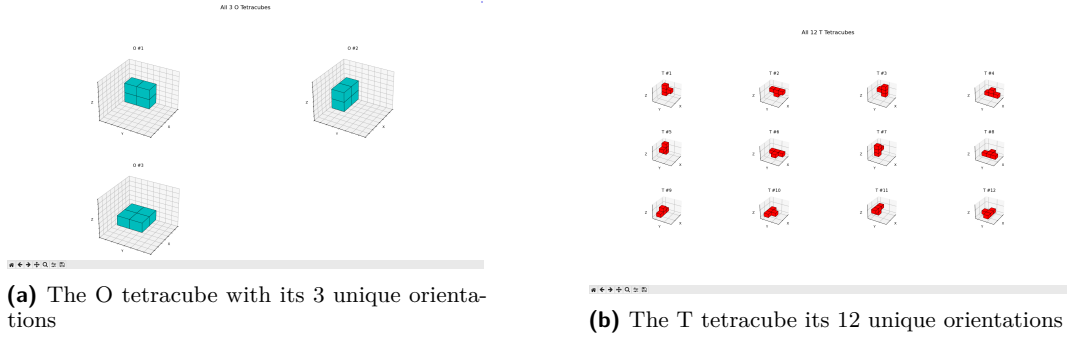 All 3 O Tetracubes
O #1
O #2
Z
Y
X
Z
Y
X
O #3
Z
Y
X
(a) The O tetracube with its 3 unique orienta-
tions
All 12 T Tetracubes
T #1
T #2
T #3
T #4
Z
Y
X
Z
Y
X
Z
Y
X
Z
Y
X
T #5
T #6
T #7
T #8
Z
Y
X
Z
Y
X
Z
Y
X
Z
Y
X
T #9
T #10
T #11
T #12
Z
Y
X
Z
Y
X
Z
Y
X
Z
Y
X
(b) The T tetracube its 12 unique orientations